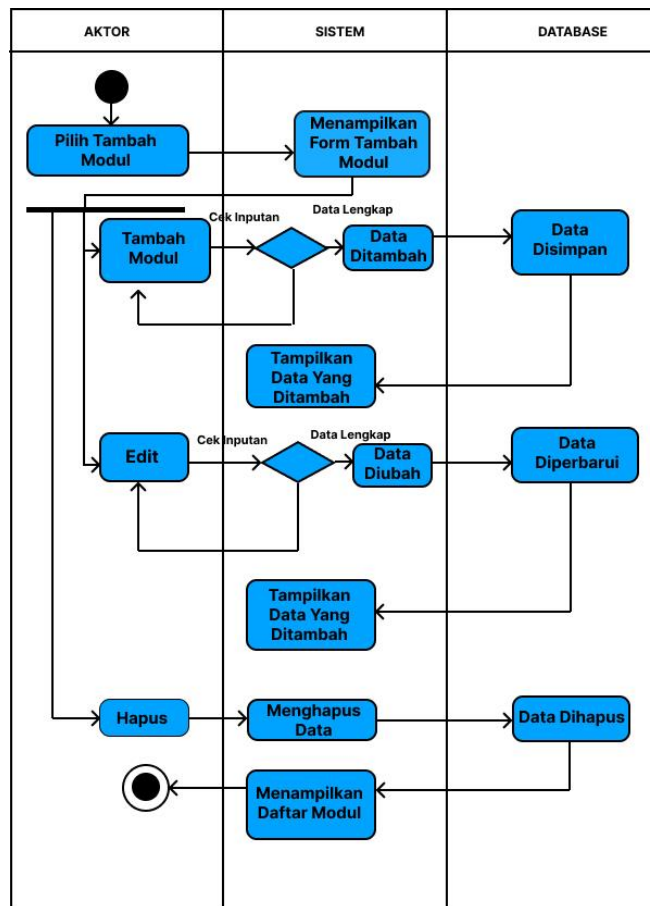 AKTOR
SISTEM
DATABASE
Pilih Tambah
Modul
Menampilkan
Form Tambah
Modul
Cek Inputan
Data Lengkap
Tambah
Modul
Data
Ditambah
Data
Disimpan
Tampilkan
Data Yang
Ditambah
Cek Inputan
Data Lengkap
Edit
Data
Diubah
Data
Diperbarui
Tampilkan
Data Yang
Ditambah
Hapus
Menghapus
Data
Data Dihapus
Menampilkan
Daftar Modul